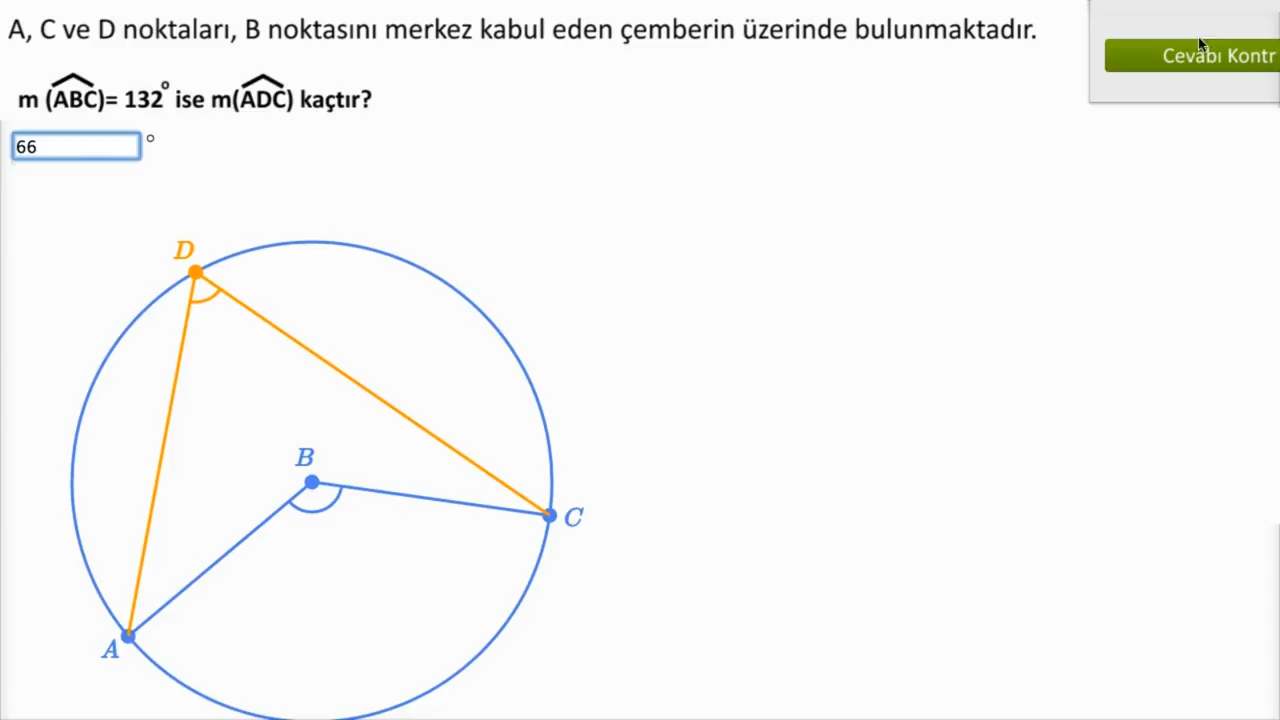 A, C ve D noktaları, B noktasını merkez kabul eden çemberin üzerinde bulunmaktadır.
Cevabı Kontr
m (ABC)= 132° ise m(ADC) kaçtır?
66 °
D
B
C
A